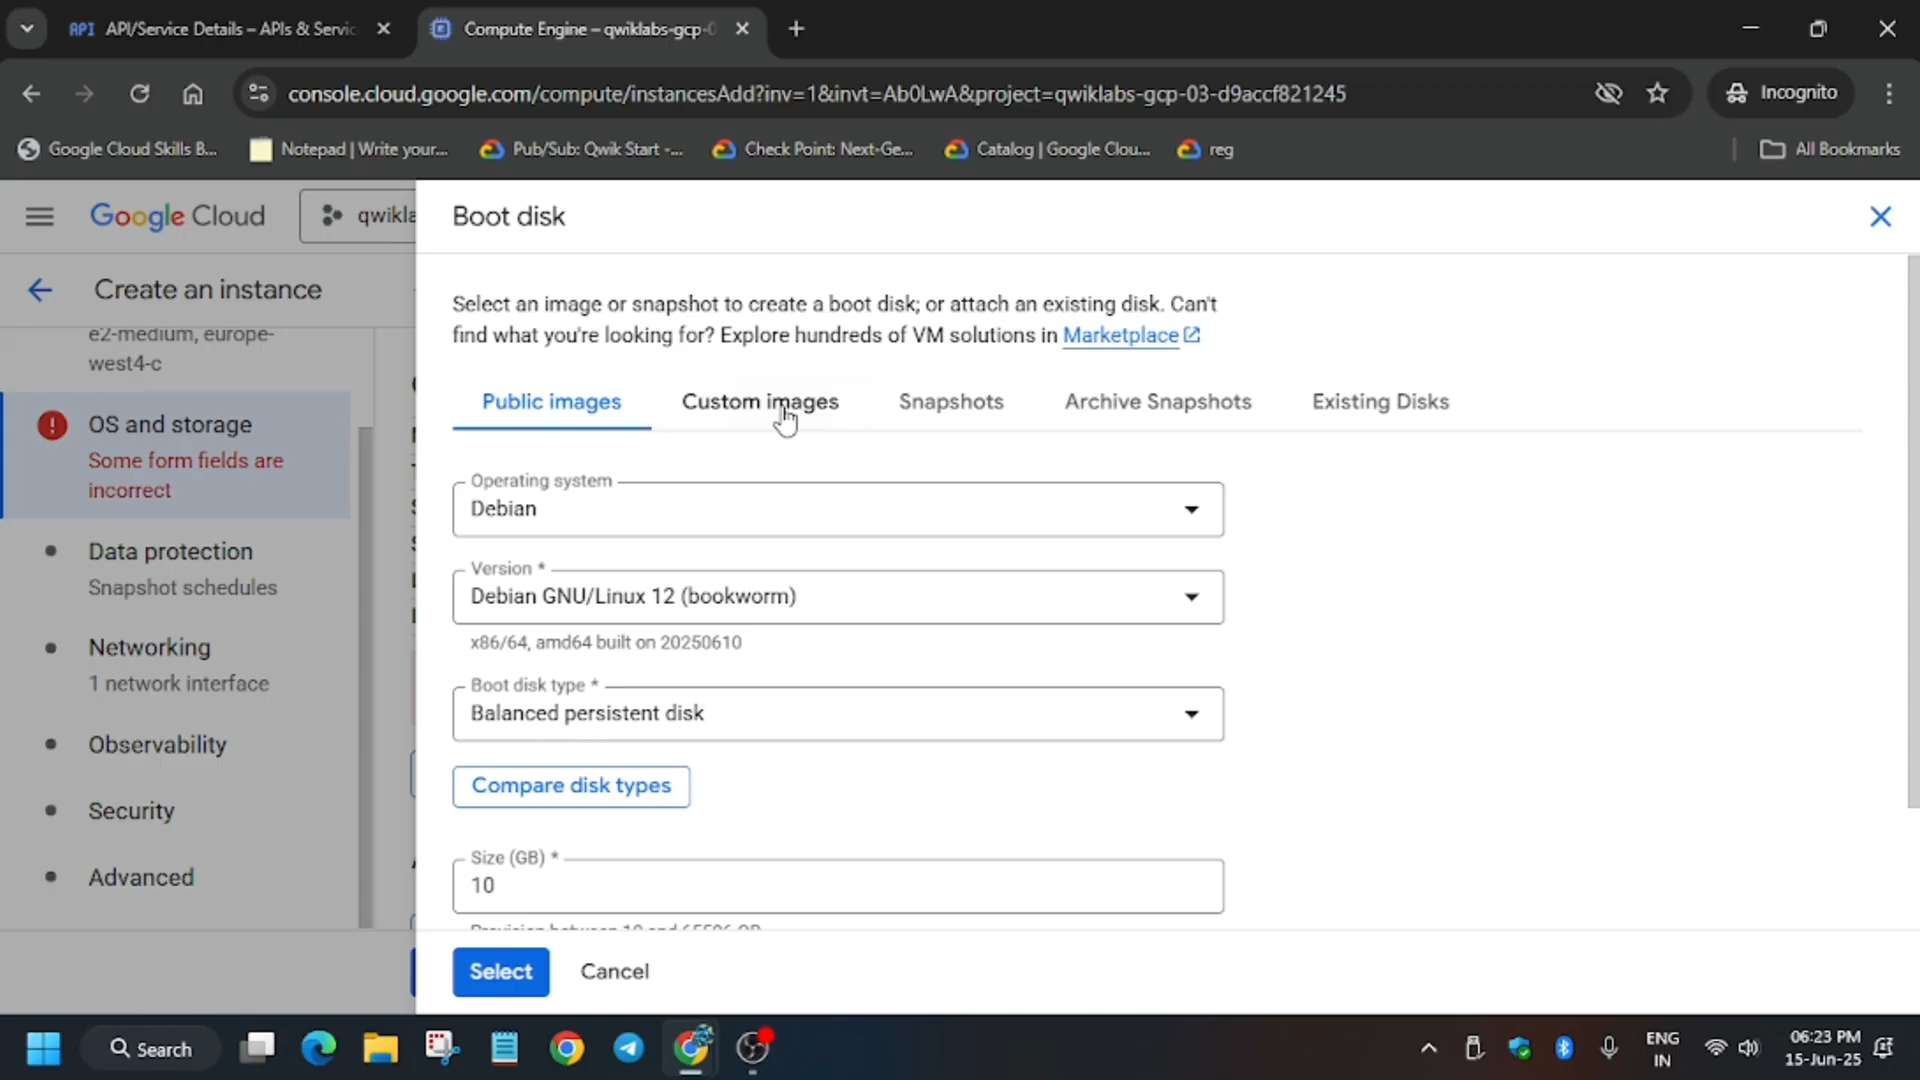 API API/Service Details – APIs & Servic
Compute Engine – qwiklabs-gcp-0
console.cloud.google.com/compute/instancesAdd?inv=1&invt=Ab0LwA&project=qwiklabs-gcp-03-d9accf821245
Incognito
Google Cloud Skills B...
Notepad | Write your...
Pub/Sub: Qwik Start -...
Check Point: Next-Ge...
Catalog | Google Clou...
reg
All Bookmarks
Google Cloud
qwikla
Boot disk
Create an instance
e2-medium, europe-
west4-c
OS and storage
Some form fields are
incorrect
Data protection
Snapshot schedules
Networking
1 network interface
Observability
Security
Advanced
Select an image or snapshot to create a boot disk; or attach an existing disk. Can't
find what you're looking for? Explore hundreds of VM solutions in Marketplace
Public images
Custom images
Snapshots
Archive Snapshots
Existing Disks
Operating system
Debian
Version *
Debian GNU/Linux 12 (bookworm)
x86/64, amd64 built on 20250610
Boot disk type *
Balanced persistent disk
Compare disk types
Size (GB) *
10
Provision between 10 and 65536 GB
Select
Cancel
Search
ENG
IN
06:23 PM
15-Jun-25